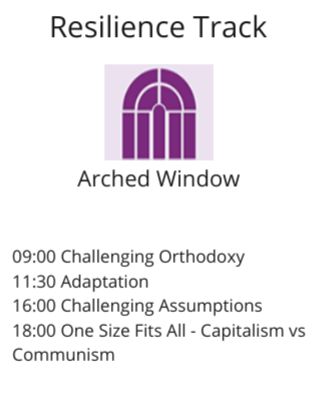 Resilience Track
Arched Window
09:00 Challenging Orthodoxy
11:30 Adaptation
16:00 Challenging Assumptions
18:00 One Size Fits All - Capitalism vs
Communism